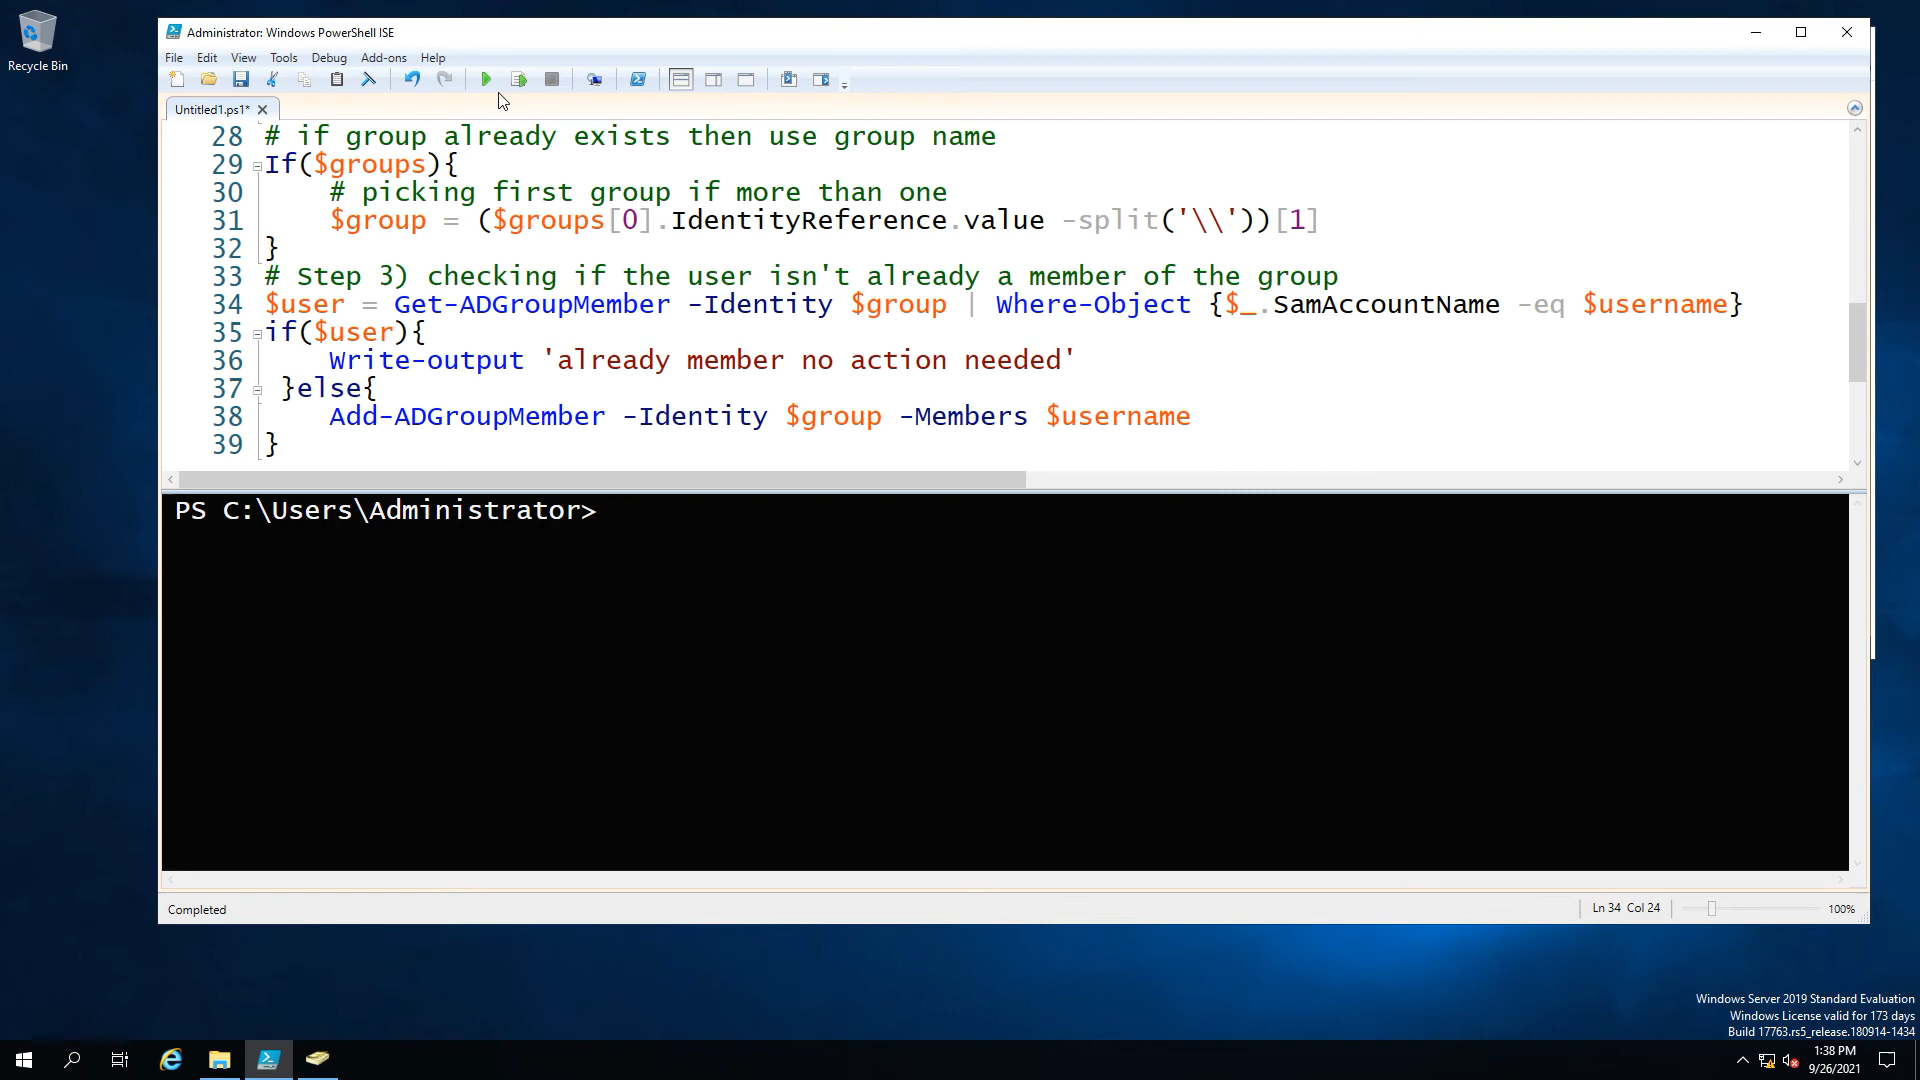 Recycle Bin
Administrator: Windows PowerShell ISE
File Edit View Tools Debug Add-ons Help
Untitled1.ps1*
28 # if group already exists then use group name
29 If($groups){
30 # picking first group if more than one
31 $group = ($groups[0].IdentityReference.value -split('\\'))[1]
32 }
33 # Step 3) checking if the user isn't already a member of the group
34 $user = Get-ADGroupMember -Identity $group | Where-Object {$_.SamAccountName -eq $username}
35 if($user){
36 Write-output 'already member no action needed'
37 }else{
38 Add-ADGroupMember -Identity $group -Members $username
39 }
PS C:\Users\Administrator>
Completed
Ln 34 Col 24
100%
Windows Server 2019 Standard Evaluation
Windows License valid for 173 days
Build 17763.rs5_release.180914-1434
1:38 PM
9/26/2021